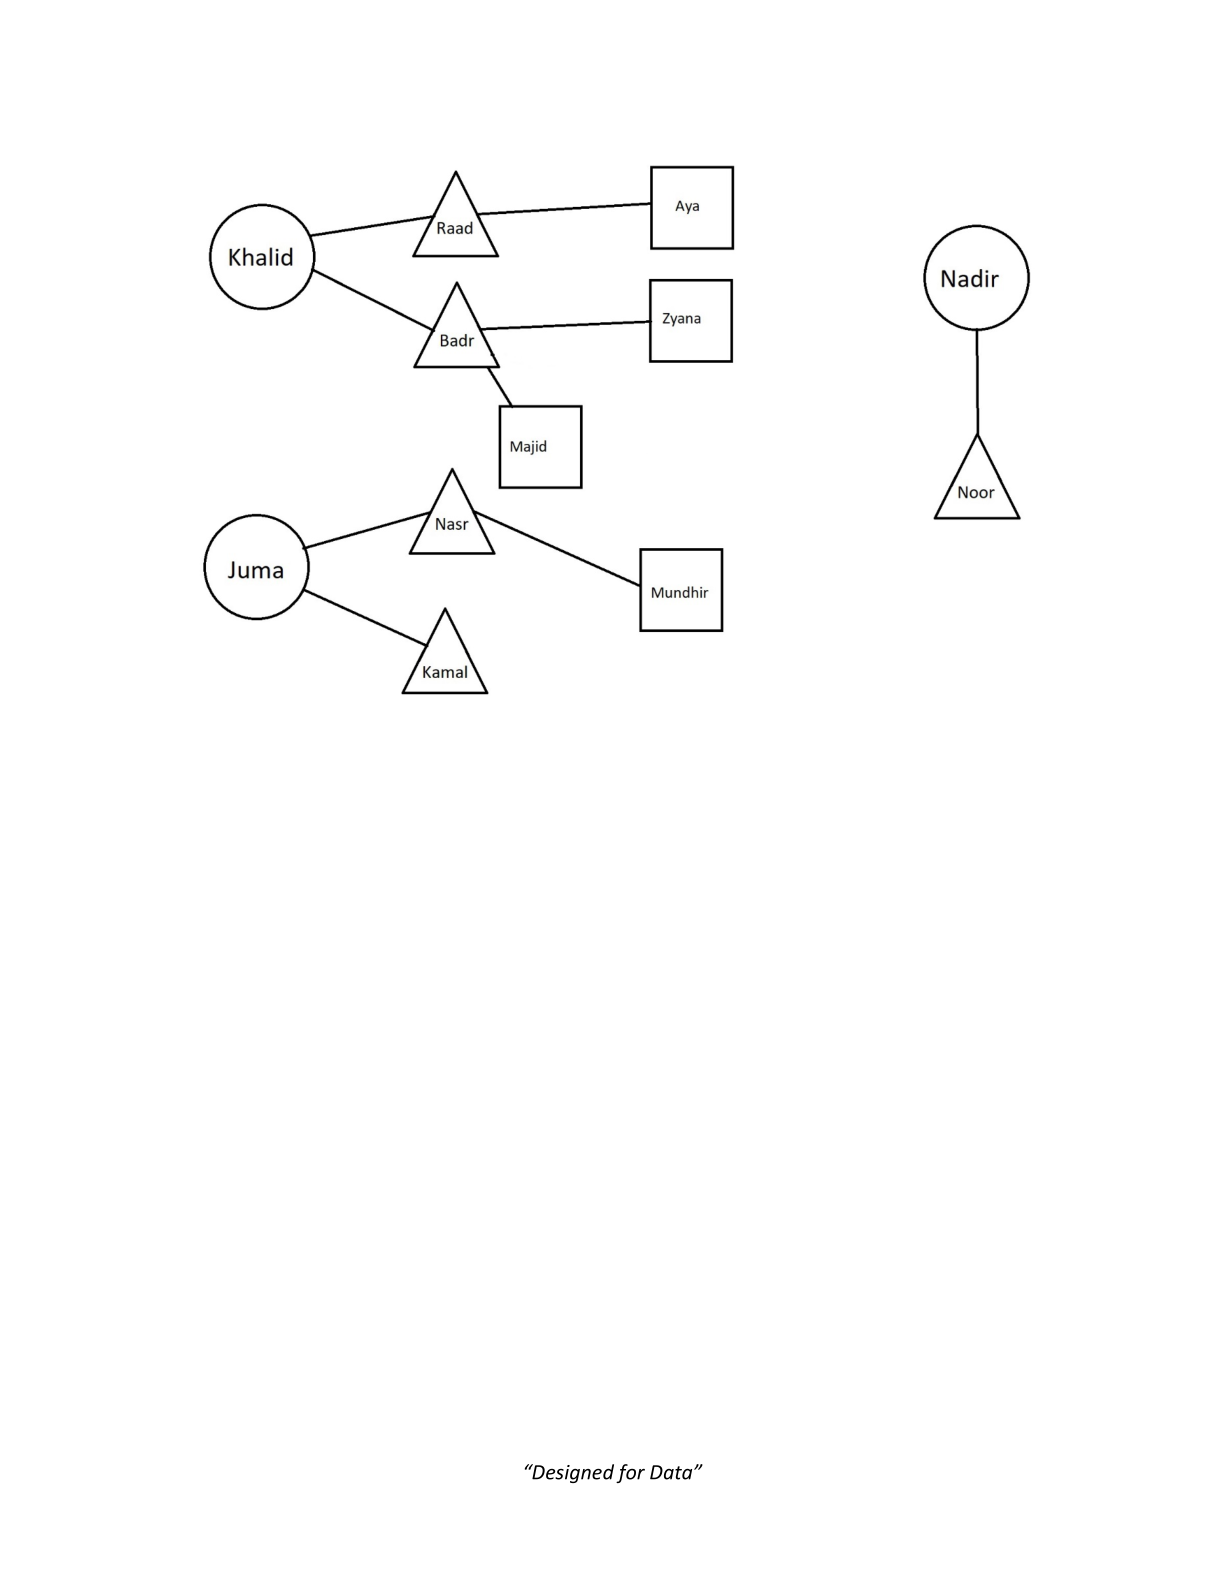 Khalid
Raad
Aya
Badr
Zyana
Majid
Juma
Nasr
Mundhir
Kamal
Nadir
Noor
“Designed for Data”